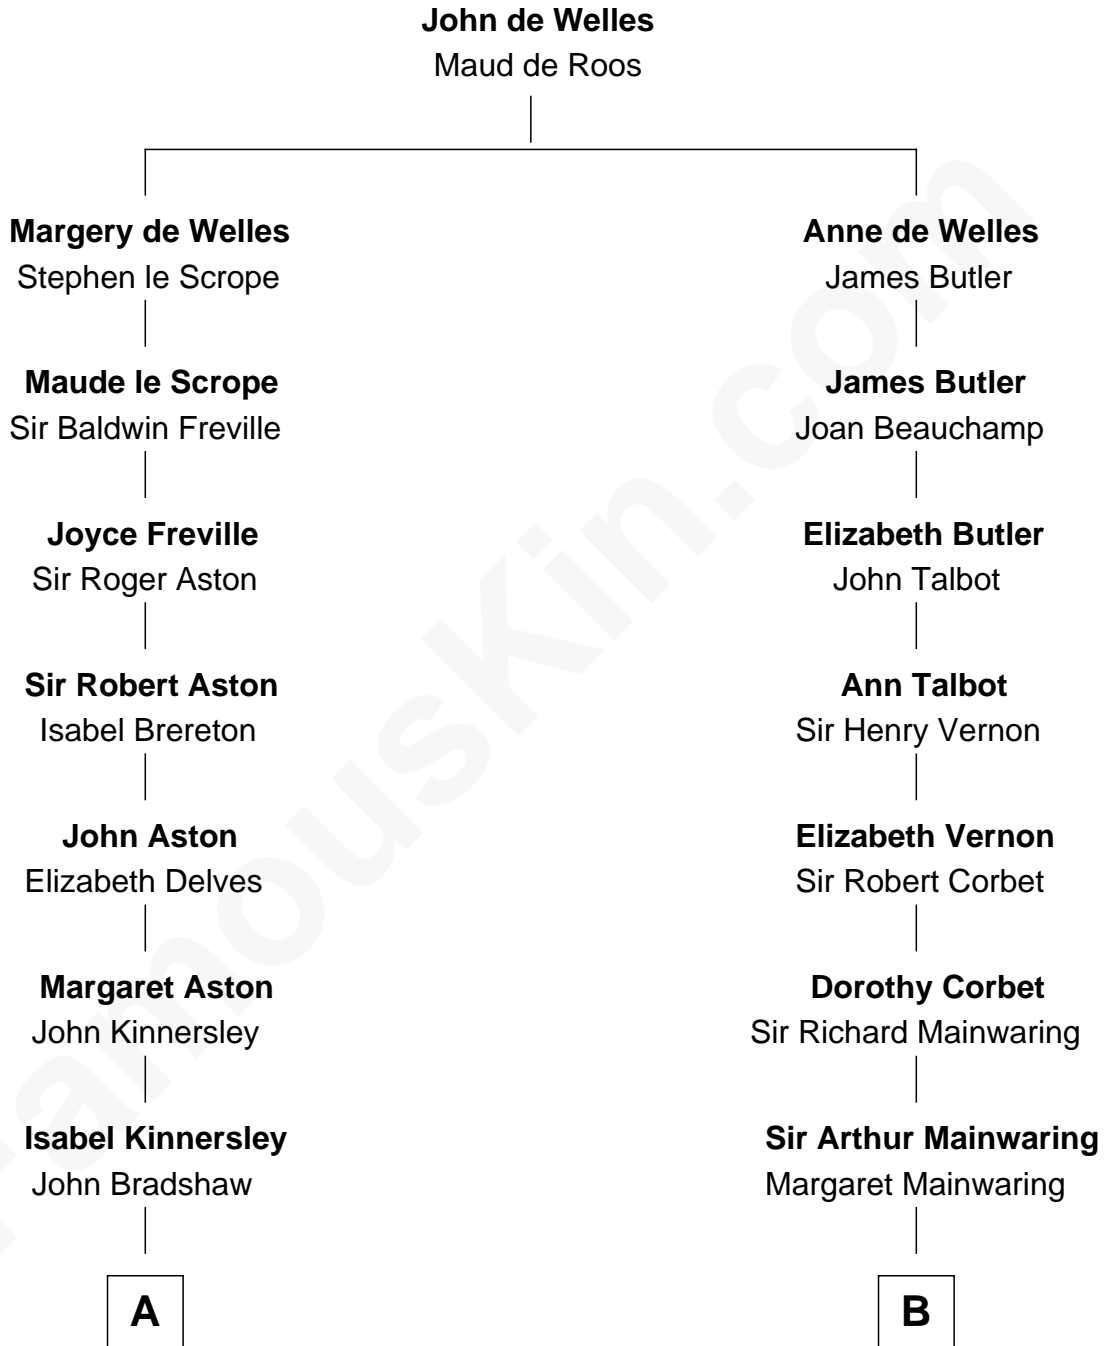 John de Welles
Maud de Roos
Margery de Welles
Stephen le Scrope
Anne de Welles
James Butler
Maude le Scrope
Sir Baldwin Freville
James Butler
Joan Beauchamp
Joyce Freville
Sir Roger Aston
Elizabeth Butler
John Talbot
Sir Robert Aston
Isabel Brereton
Ann Talbot
Sir Henry Vernon
John Aston
Elizabeth Delves
Elizabeth Vernon
Sir Robert Corbet
Margaret Aston
John Kinnersley
Dorothy Corbet
Sir Richard Mainwaring
Isabel Kinnersley
John Bradshaw
Sir Arthur Mainwaring
Margaret Mainwaring
A
B
FamousKin.com